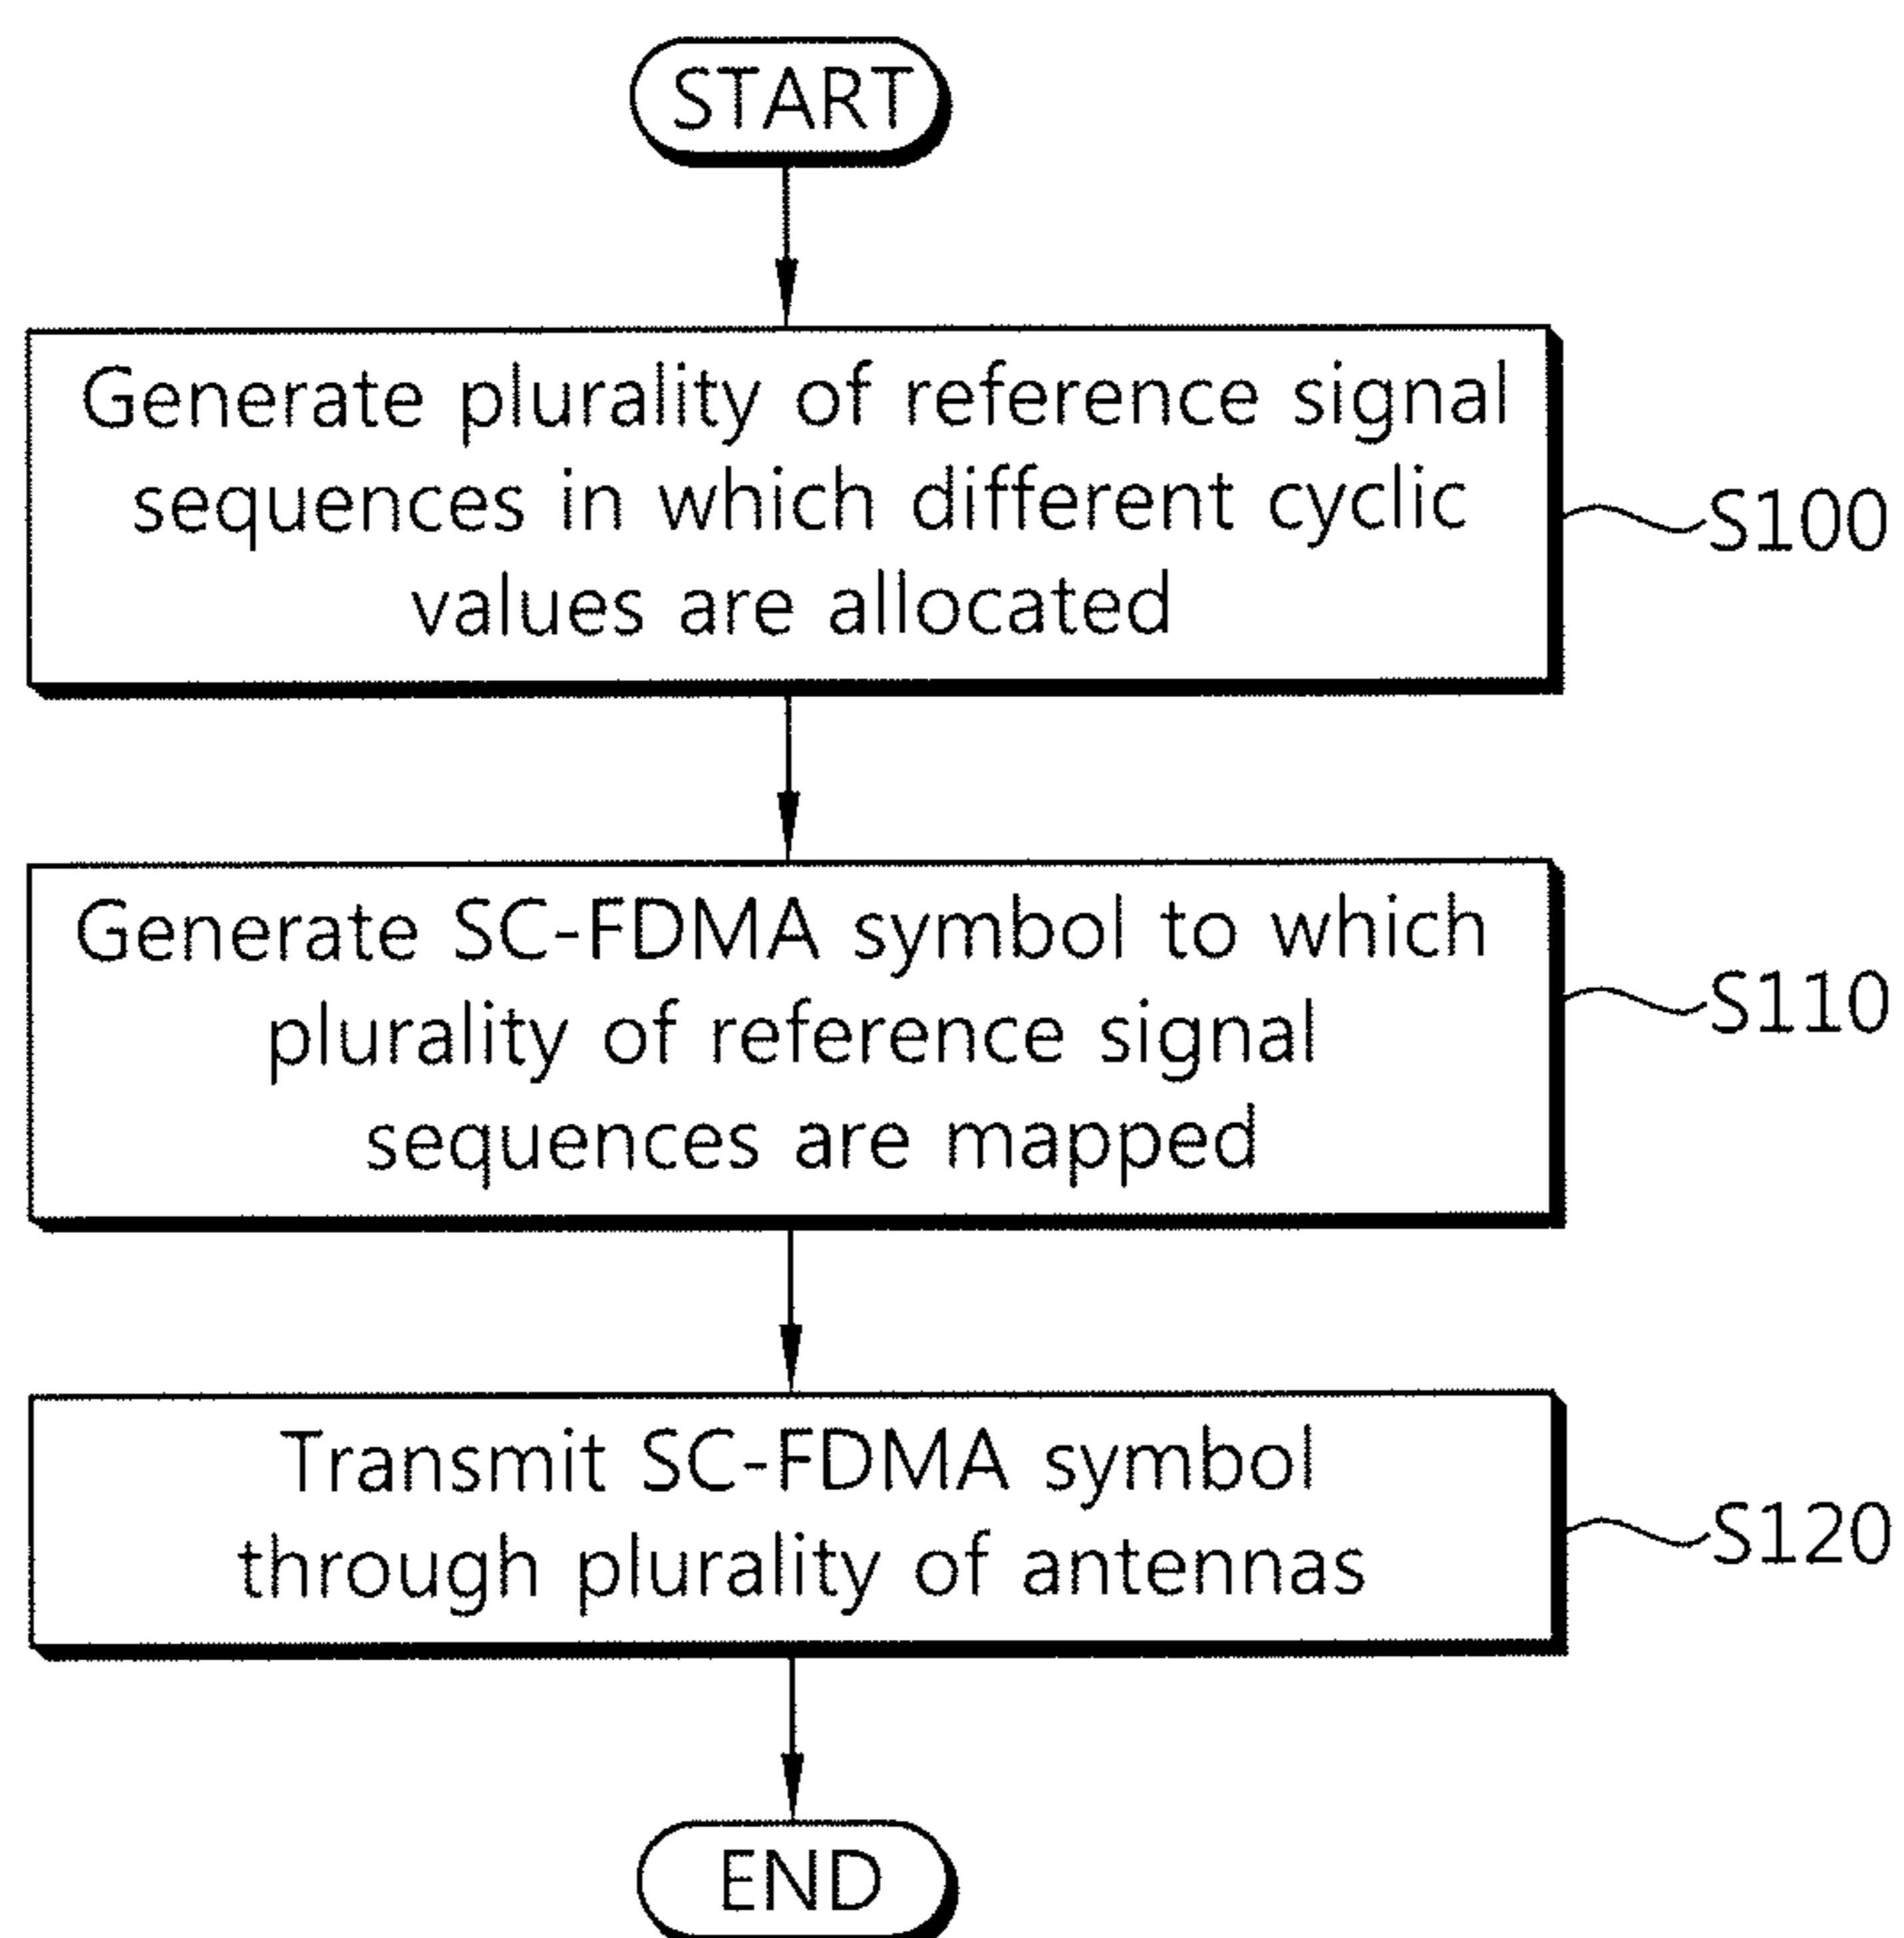 START
Generate plurality of reference signal
sequences in which different cyclic
values are allocated
S100
Generate SC-FDMA symbol to which
plurality of reference signal
sequences are mapped
S110
Transmit SC-FDMA symbol
through plurality of antennas
S120
END